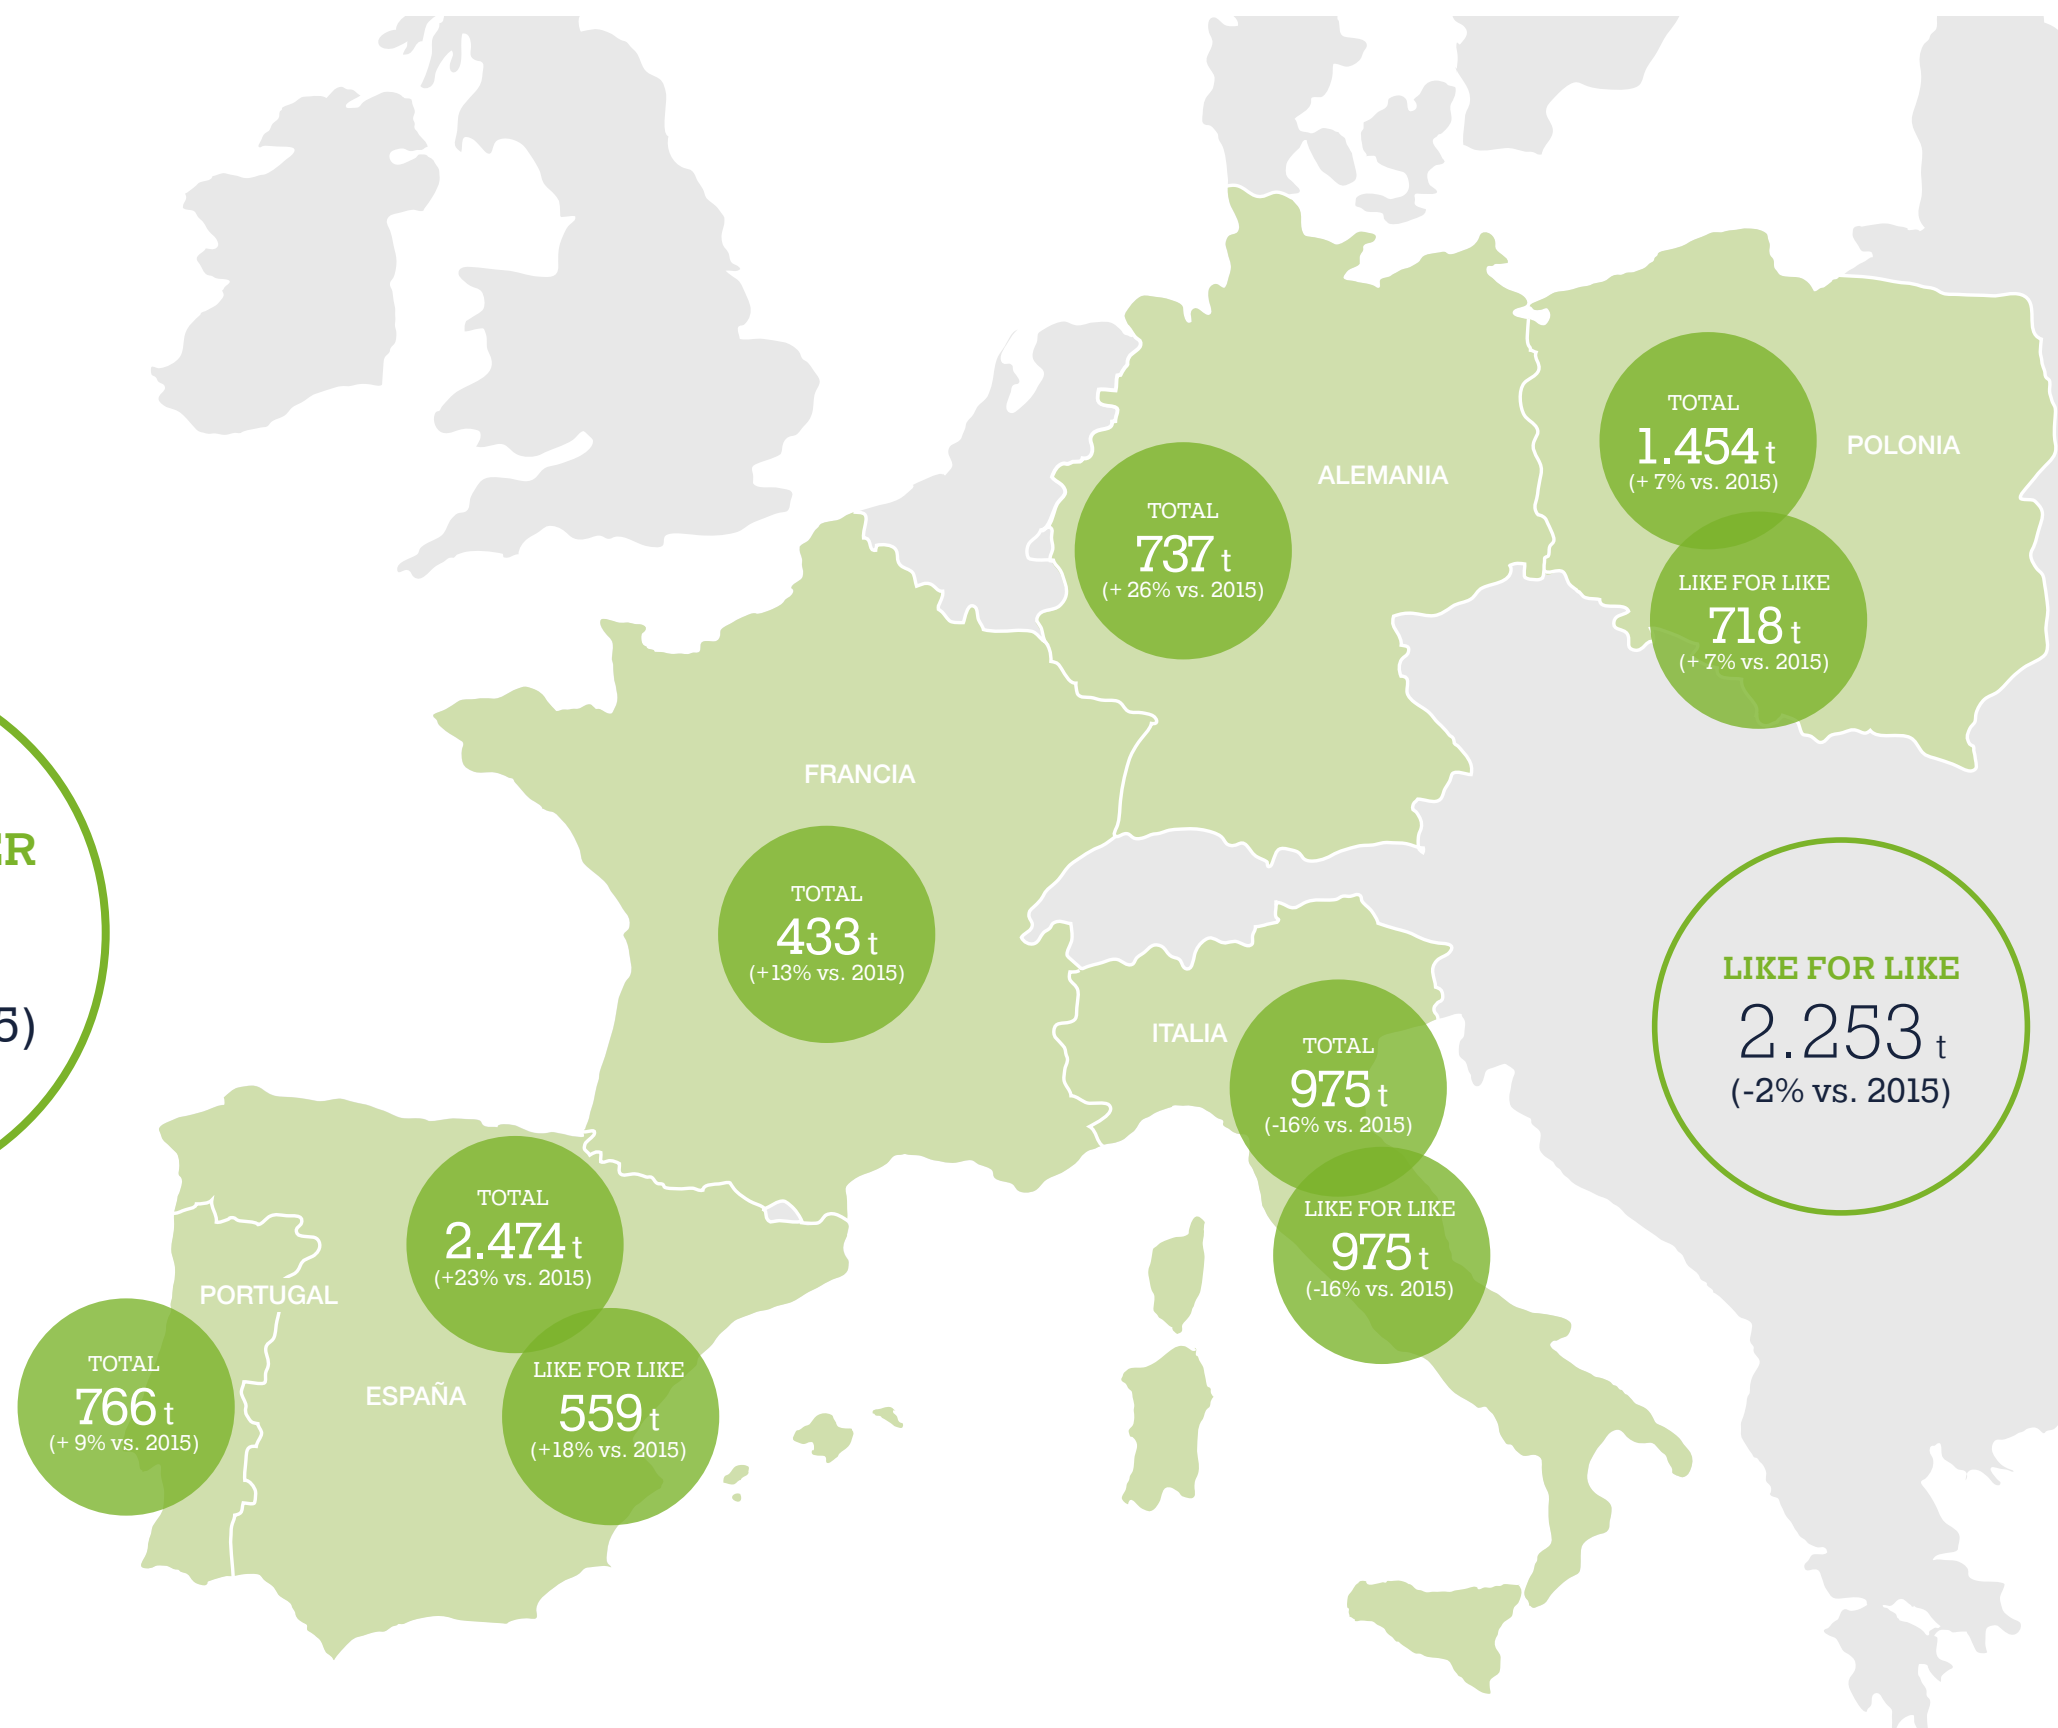 TOTAL
1.454 t
(+ 7% vs. 2015)
POLONIA
LIKE FOR LIKE
718 t
(+ 7% vs. 2015)
ALEMANIA
TOTAL
737 t
(+ 26% vs. 2015)
FRANCIA
TOTAL
433 t
(+13% vs. 2015)
ITALIA
TOTAL
975 t
(-16% vs. 2015)
LIKE FOR LIKE
975 t
(-16% vs. 2015)
LIKE FOR LIKE
2.253 t
(-2% vs. 2015)
TOTAL
2.474 t
(+23% vs. 2015)
LIKE FOR LIKE
559 t
(+18% vs. 2015)
ESPAÑA
PORTUGAL
TOTAL
766 t
(+ 9% vs. 2015)
5)